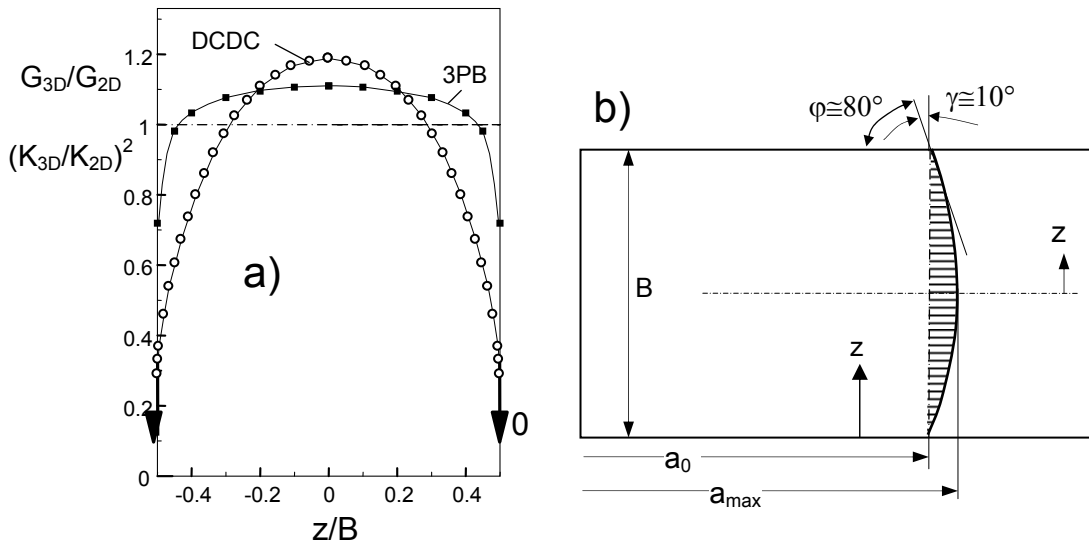 DCDC
G3D/G2D
3PB
(K3D/K2D)²
1.2
1
0.8
0.6
0.4
0.2
0
-0.4
-0.2
0
0.2
0.4
z/B
a)
0
b)
φ≅80°
γ≅10°
B
z
z
a0
amax